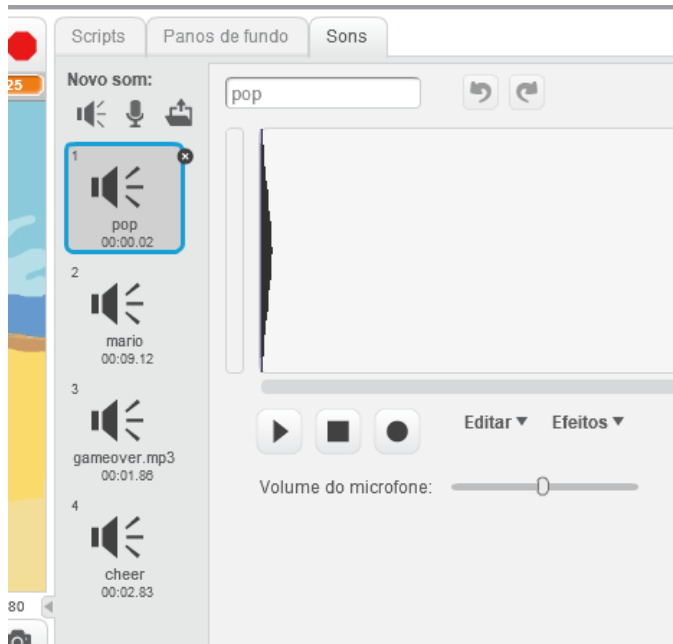 Scripts Panos de fundo Sons
25
Novo som:
pop
1
pop
00:00.02
2
mario
00:09.12
3
gameover.mp3
00:01.86
4
cheer
00:02.83
Editar Efeitos
Volume do microfone:
80